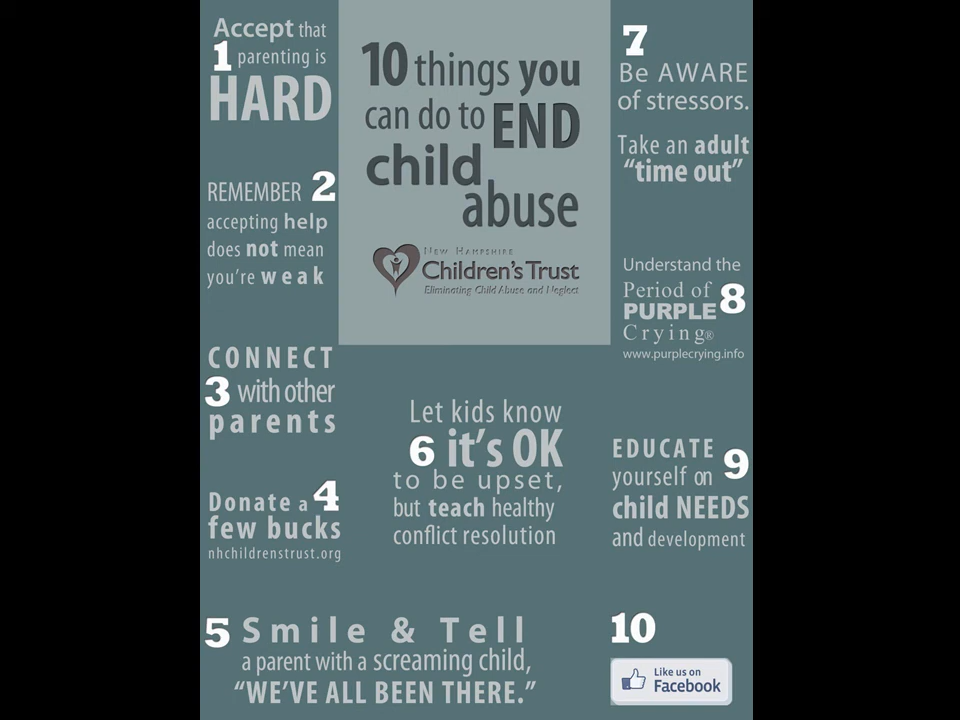 10 things you
can do to END
child
abuse
New Hampshire
Children's Trust
Eliminating Child Abuse and Neglect
Accept that
1 parenting is
HARD
REMEMBER 2
accepting help
does not mean
you're weak
CONNECT
3 with other
parents
Donate a 4
few bucks
nhchildrenstrust.org
5 Smile & Tell
a parent with a screaming child,
"WE'VE ALL BEEN THERE."
Let kids know
6 it's OK
to be upset,
but teach healthy
conflict resolution
7
Be AWARE
of stressors.
Take an adult
"time out"
Understand the
Period of 8
PURPLE
Crying®
www.purplecrying.info
EDUCATE 9
yourself on
child NEEDS
and development
10
Like us on
Facebook